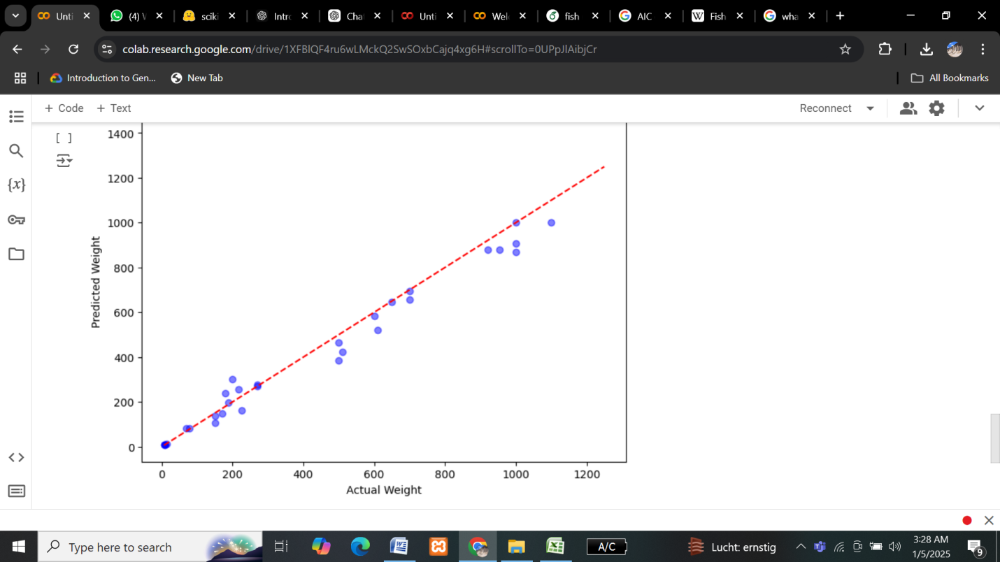 Unti
(4) V
sciki
Intro
Cha
Unti
Wel
fish
AIC
Fish
wha
colab.research.google.com/drive/1XFBlQF4ru6wLMckQ2SwSOxbCajq4xg6H#scrollTo=0UPpJlAibjCr
Introduction to Gen...
New Tab
All Bookmarks
+ Code + Text
Reconnect
[ ]
{x}
1400
1200
1000
800
600
400
200
0
Predicted Weight
0 200 400 600 800 1000 1200
Actual Weight
Type here to search
A/C
Lucht: ernstig
3:28 AM
1/5/2025
9